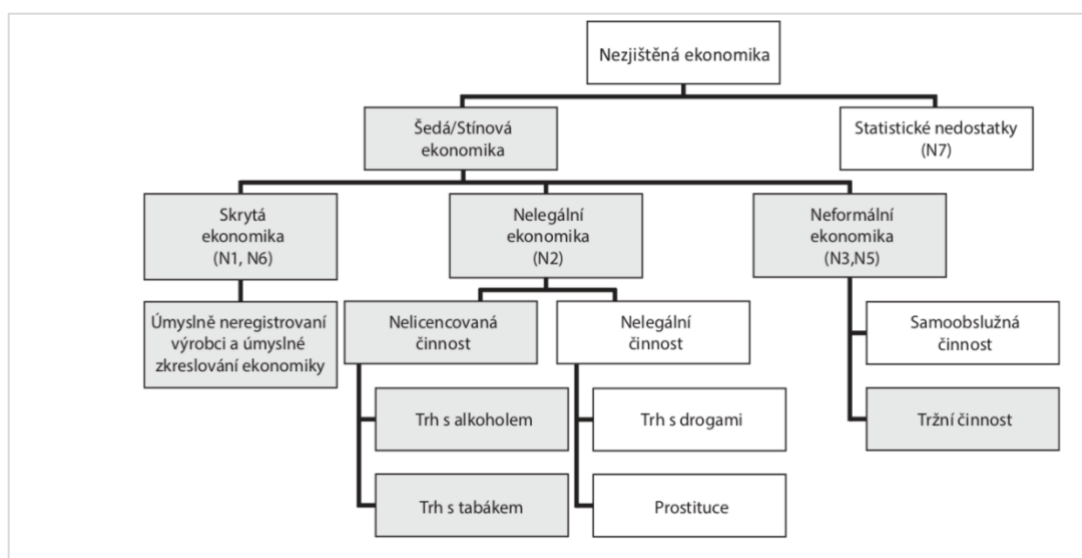 Nezjištěná ekonomika
Šedá/Stínová
ekonomika
Statistické nedostatky
(N7)
Skrytá
ekonomika
(N1, N6)
Nelegální
ekonomika
(N2)
Neformální
ekonomika
(N3,N5)
Úmyslně neregistrovaní
výrobci a úmyslné
zkreslování ekonomiky
Nelicencovaná
činnost
Nelegální
činnost
Samoobslužná
činnost
Trh s alkoholem
Trh s drogami
Tržní činnost
Trh s tabákem
Prostituce